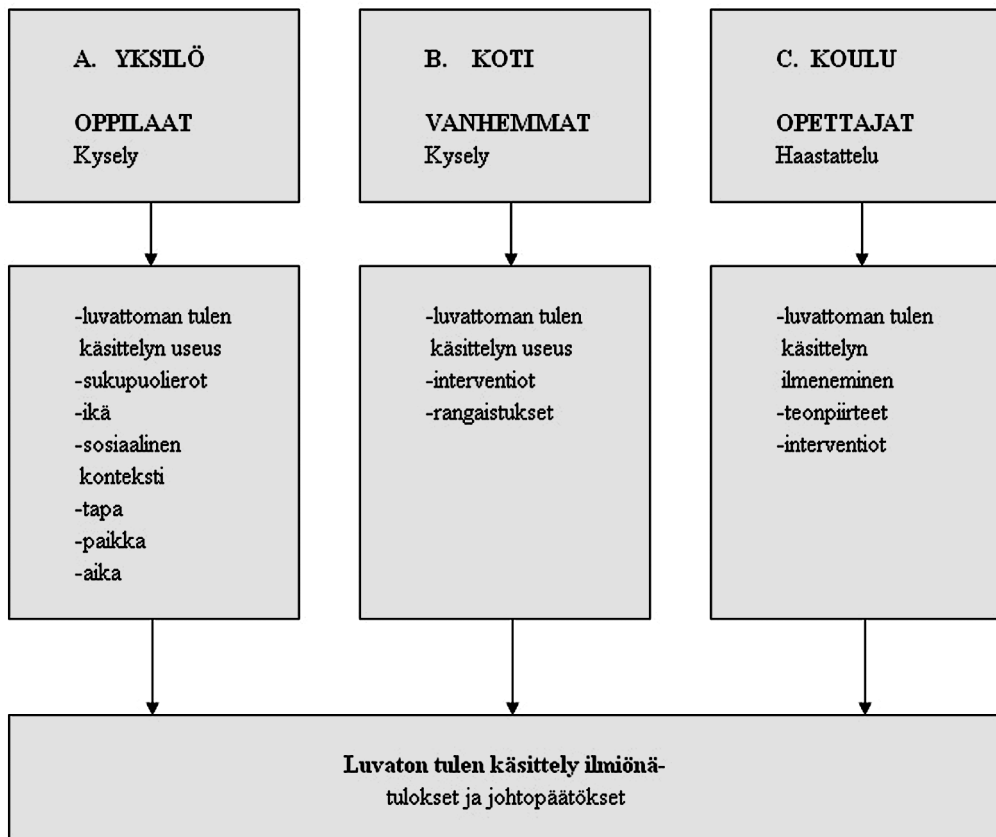 A. YKSILÖ
OPPILAAT
Kysely
B. KOTI
VANHEMMAT
Kysely
C. KOULU
OPETTAJAT
Haastattelu
-luvattoman tulen
käsittelyn useus
-sukupuolierot
-ikä
-sosiaalinen
konteksti
-tapa
-paikka
-aika
-luvattoman tulen
käsittelyn useus
-interventiot
-rangaistukset
-luvattoman tulen
käsittelyn
ilmeneminen
-teonpiirteet
-interventiot
Luvaton tulen käsittely ilmiönä-
tulokset ja johtopäätökset